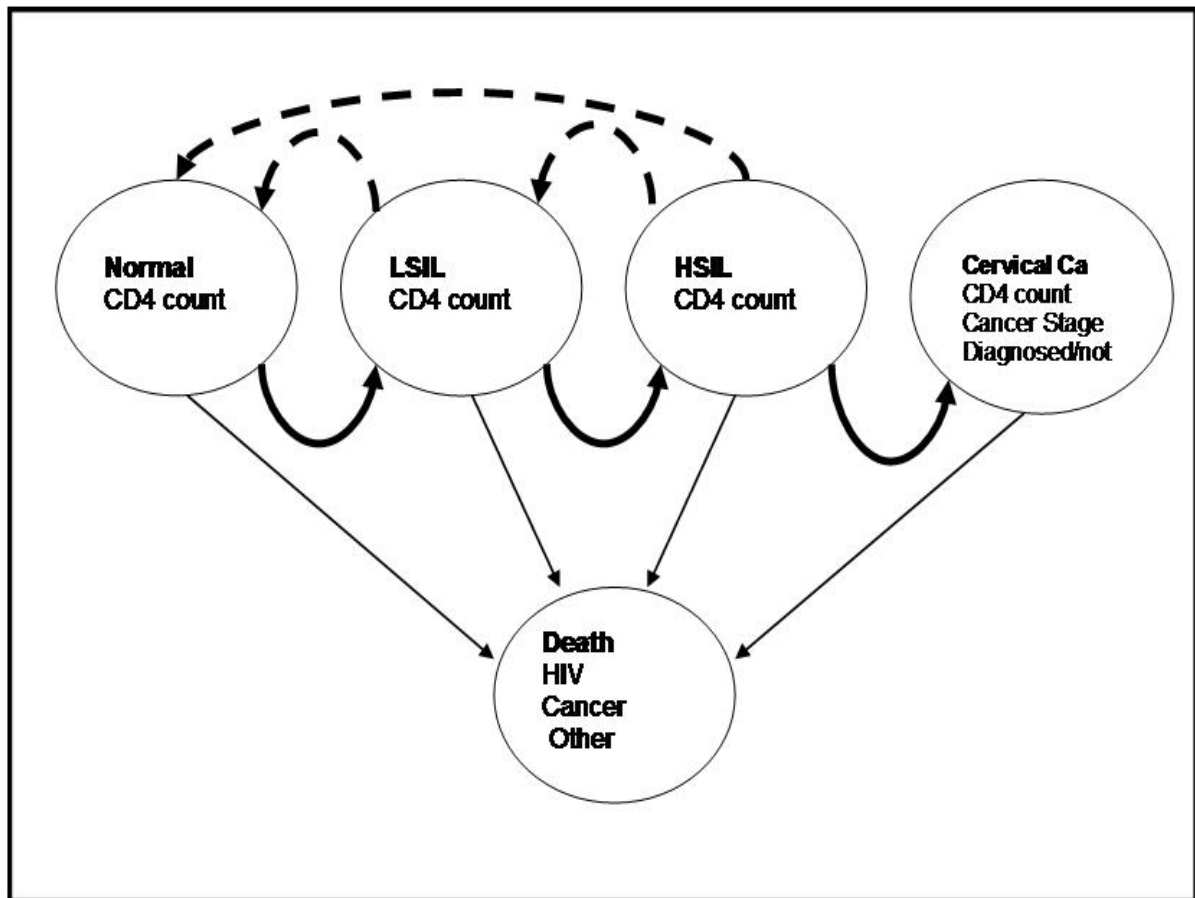 Normal
CD4 count
LSIL
CD4 count
HSIL
CD4 count
Cervical Ca
CD4 count
Cancer Stage
Diagnosed/not
Death
HIV
Cancer
Other